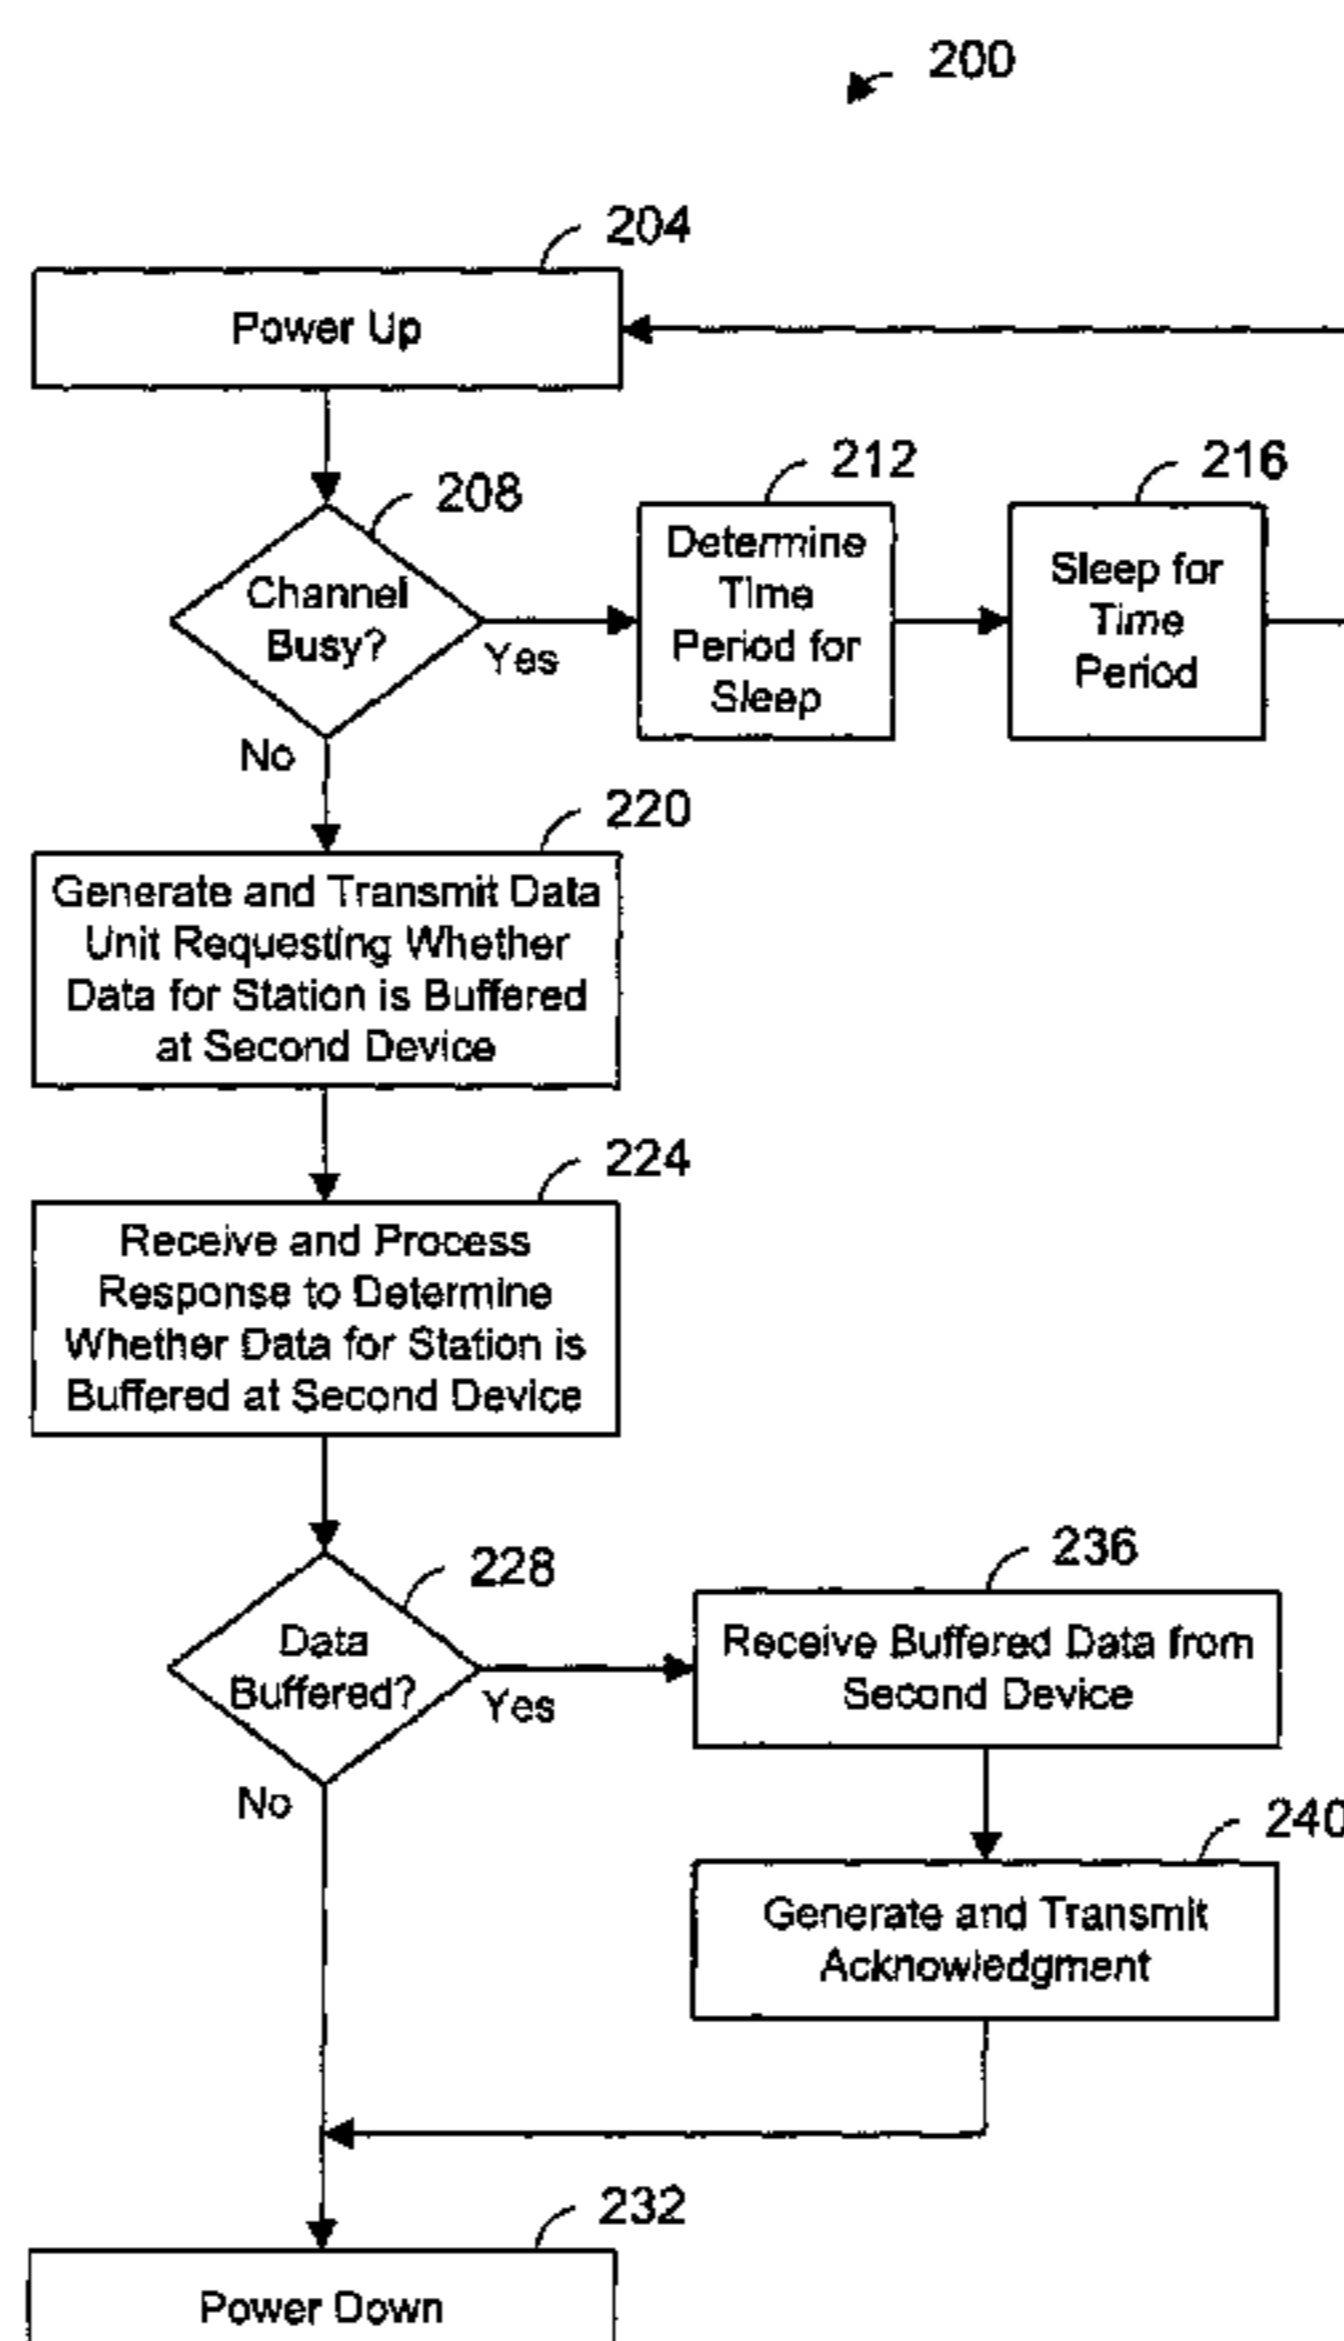 200
204
Power Up
208
Channel
Busy?
Yes
No
212
Determine
Time
Period for
Sleep
216
Sleep for
Time
Period
220
Generate and Transmit Data
Unit Requesting Whether
Data for Station is Buffered
at Second Device
224
Receive and Process
Response to Determine
Whether Data for Station is
Buffered at Second Device
228
Data
Buffered?
Yes
No
236
Receive Buffered Data from
Second Device
240
Generate and Transmit
Acknowledgment
232
Power Down